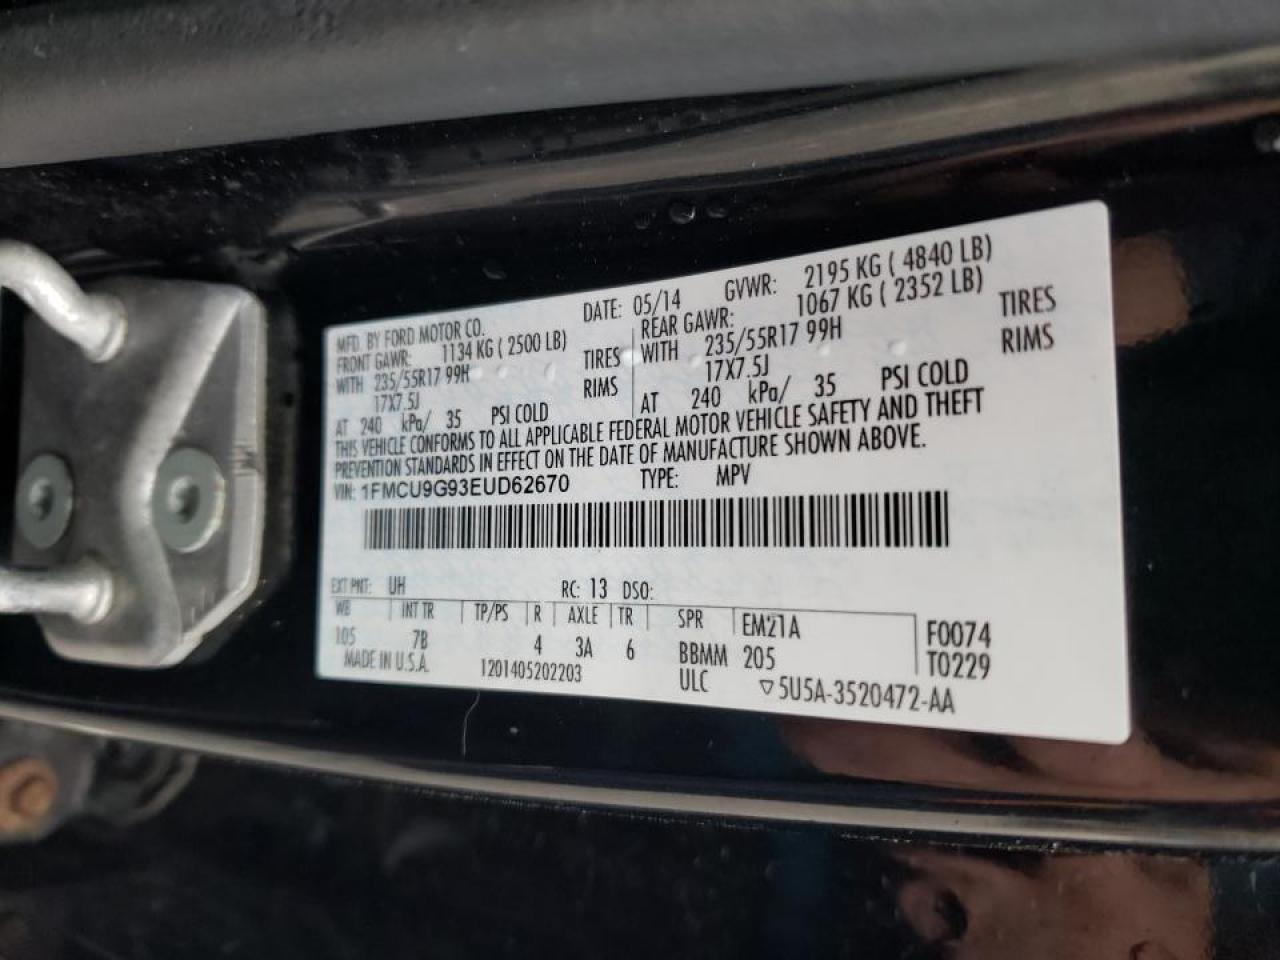 MFD. BY FORD MOTOR CO. DATE: 05/14 GVWR: 2195 KG ( 4840 LB)
FRONT GAWR: 1134 KG ( 2500 LB) REAR GAWR: 1067 KG ( 2352 LB)
WITH 235/55R17 99H TIRES WITH 235/55R17 99H TIRES
17X7.5J RIMS 17X7.5J RIMS
AT 240 kPa/ 35 PSI COLD AT 240 kPa/ 35 PSI COLD
THIS VEHICLE CONFORMS TO ALL APPLICABLE FEDERAL MOTOR VEHICLE SAFETY AND THEFT
PREVENTION STANDARDS IN EFFECT ON THE DATE OF MANUFACTURE SHOWN ABOVE.
VIN: 1FMCU9G93EUD62670 TYPE: MPV
EXT PNT: UH RC: 13 DSO:
WB INT TR TP/PS R AXLE TR SPR EM21A F0074
105 7B 4 3A 6 BBMM 205 T0229
MADE IN U.S.A. 1201405202203 ULC ▽5U5A-3520472-AA